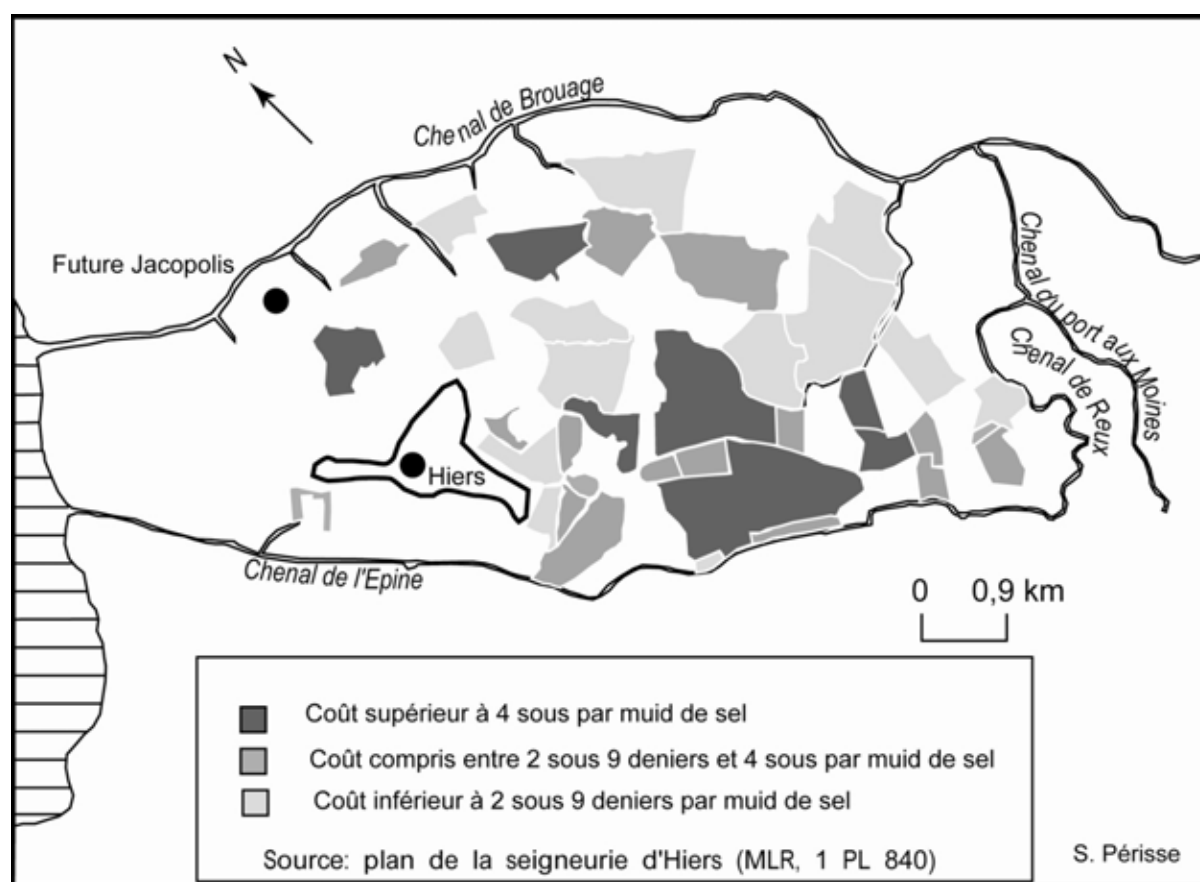 N
Chenal de Brouage
Future Jacopolis
Chenal du port aux Moines
Chenal de Reux
Hiers
Chenal de l'Epine
0 0,9 km
Coût supérieur à 4 sous par muid de sel
Coût compris entre 2 sous 9 deniers et 4 sous par muid de sel
Coût inférieur à 2 sous 9 deniers par muid de sel
Source: plan de la seigneurie d'Hiers (MLR, 1 PL 840)
S. Périsse